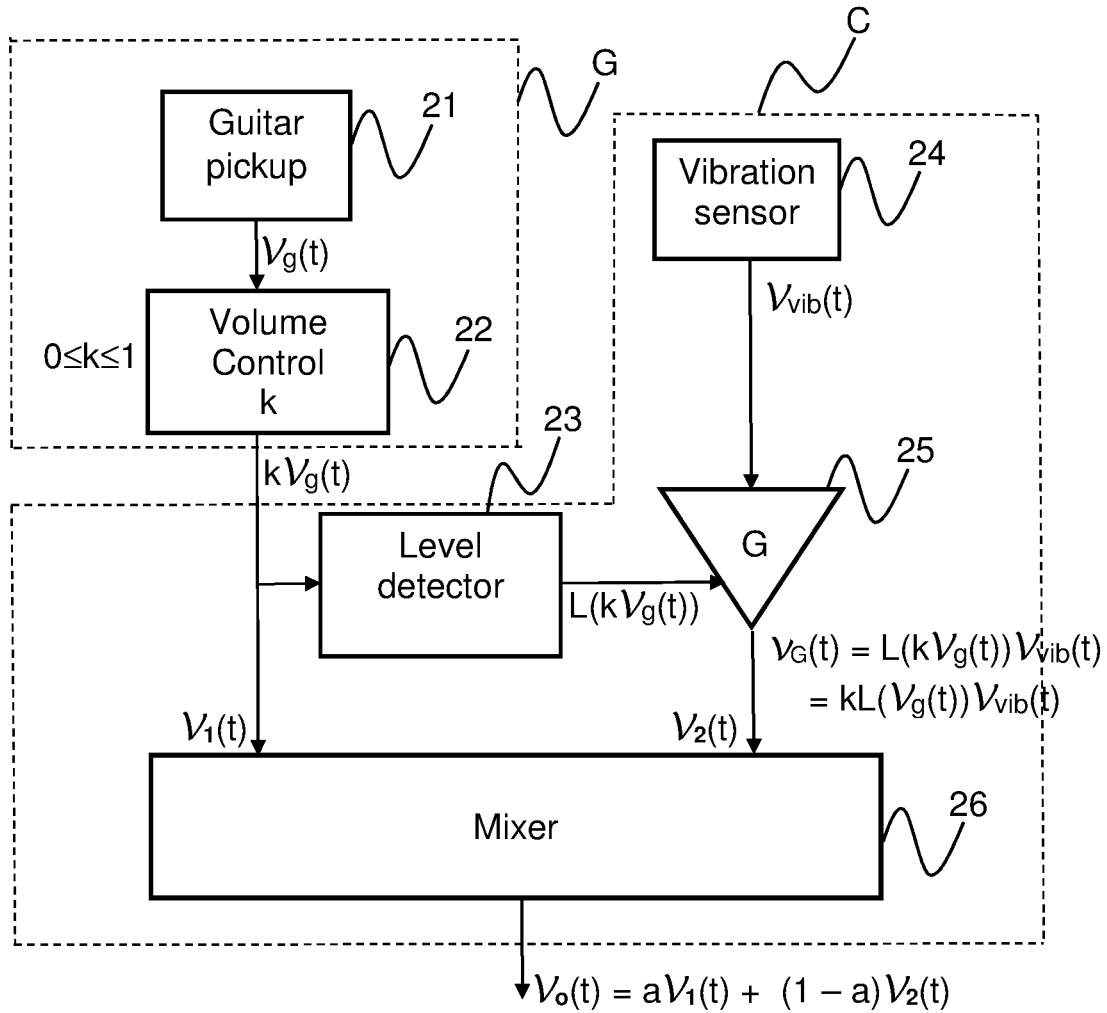 C
G
21
Guitar
pickup
24
Vibration
sensor
Vg(t)
Vvib(t)
Volume
Control
k
22
0≤k≤1
23
25
kVg(t)
Level
detector
G
L(kVg(t))
VG(t) = L(kVg(t))Vvib(t)
= kL(Vg(t))Vvib(t)
V1(t)
V2(t)
Mixer
26
Vo(t) = aV1(t) + (1 – a)V2(t)